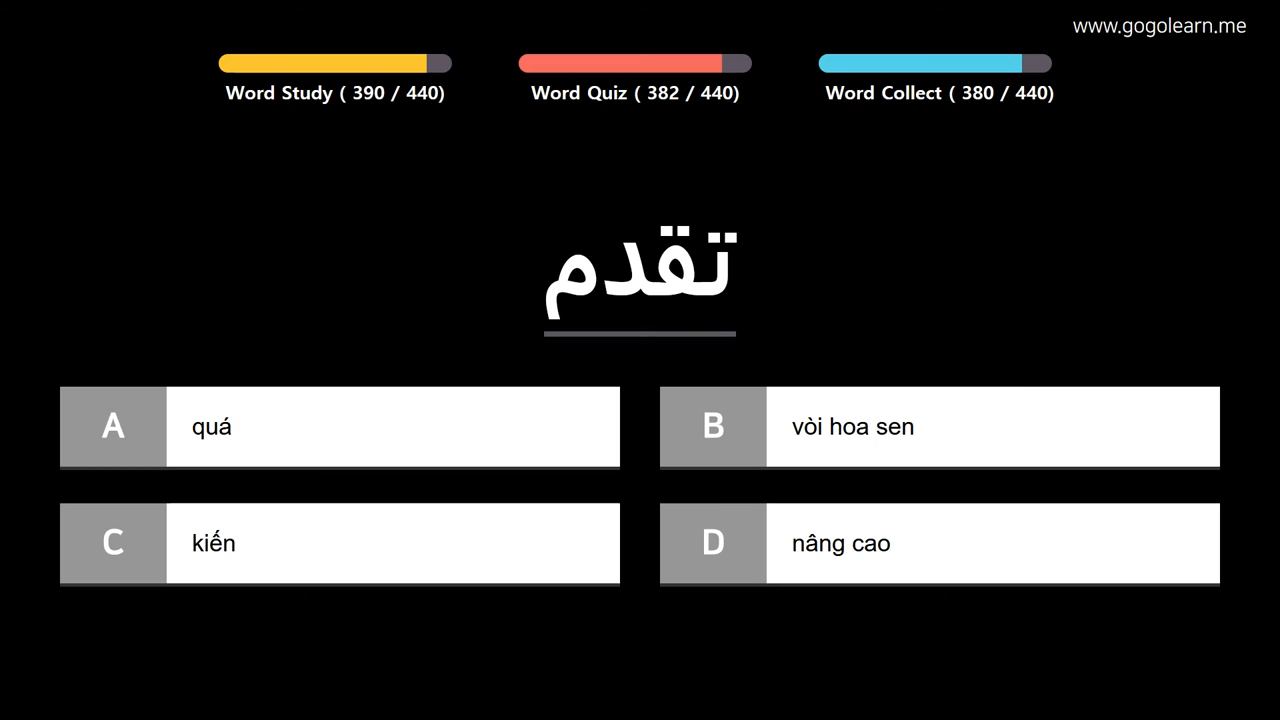 www.gogolearn.me
Word Study ( 390 / 440)
Word Quiz ( 382 / 440)
Word Collect ( 380 / 440)
تقدم
A quá
B vòi hoa sen
C kiến
D nâng cao